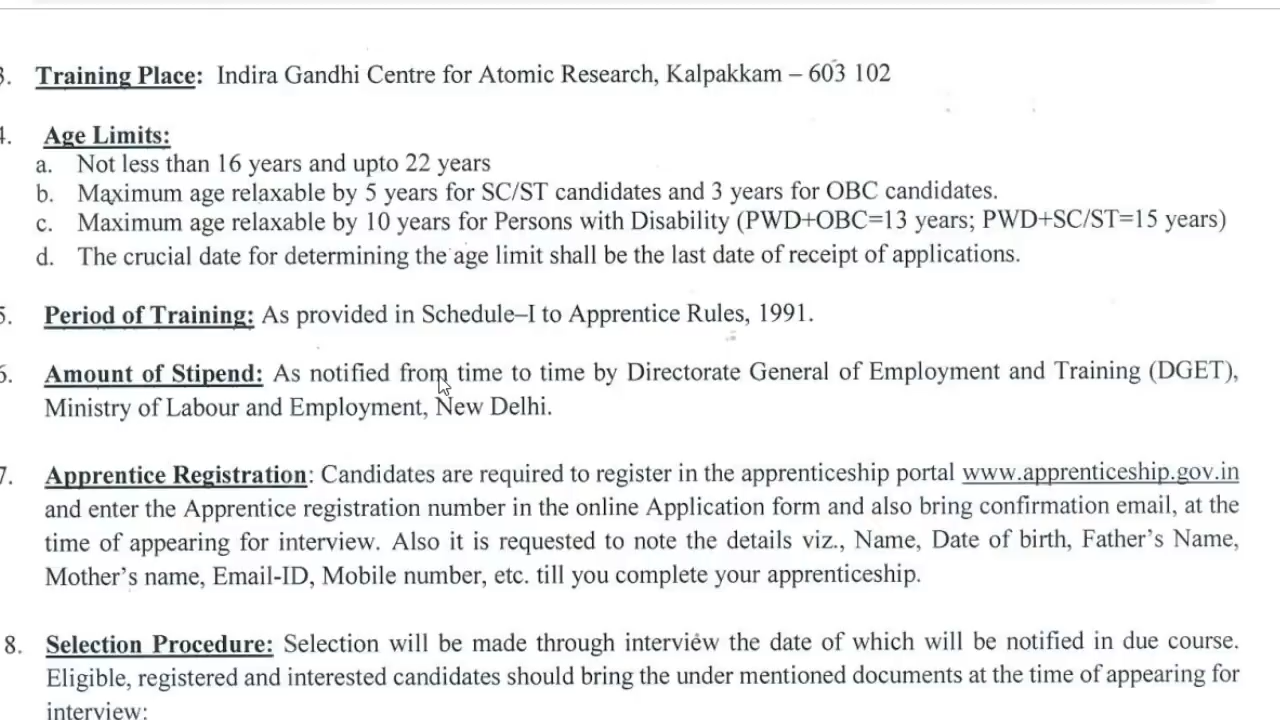 3. Training Place: Indira Gandhi Centre for Atomic Research, Kalpakkam – 603 102
4. Age Limits:
a. Not less than 16 years and upto 22 years
b. Maximum age relaxable by 5 years for SC/ST candidates and 3 years for OBC candidates.
c. Maximum age relaxable by 10 years for Persons with Disability (PWD+OBC=13 years; PWD+SC/ST=15 years)
d. The crucial date for determining the age limit shall be the last date of receipt of applications.
5. Period of Training: As provided in Schedule–I to Apprentice Rules, 1991.
6. Amount of Stipend: As notified from time to time by Directorate General of Employment and Training (DGET),
Ministry of Labour and Employment, New Delhi.
7. Apprentice Registration: Candidates are required to register in the apprenticeship portal www.apprenticeship.gov.in
and enter the Apprentice registration number in the online Application form and also bring confirmation email, at the
time of appearing for interview. Also it is requested to note the details viz., Name, Date of birth, Father's Name,
Mother's name, Email-ID, Mobile number, etc. till you complete your apprenticeship.
8. Selection Procedure: Selection will be made through interview the date of which will be notified in due course.
Eligible, registered and interested candidates should bring the under mentioned documents at the time of appearing for
interview: